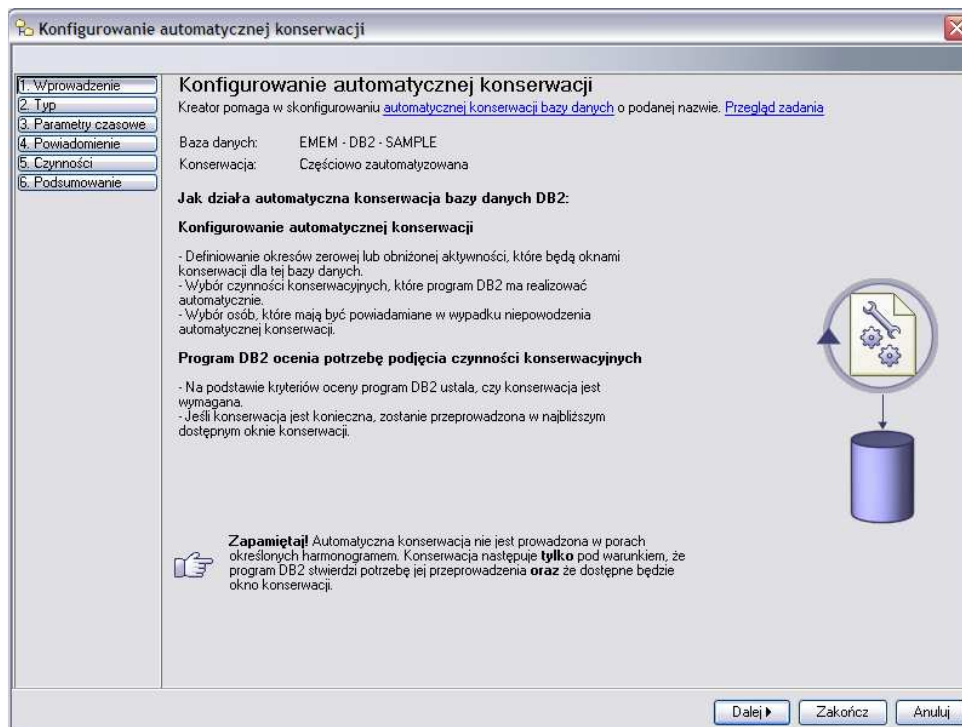 Konfigurowanie automatycznej konserwacji
1. Wprowadzenie
2. Typ
3. Parametry czasowe
4. Powiadomienie
5. Czynności
6. Podsumowanie
Konfigurowanie automatycznej konserwacji
Kreator pomaga w skonfigurowaniu automatycznej konserwacji bazy danych o podanej nazwie. Przegląd zadania
Baza danych: EMEM - DB2 - SAMPLE
Konserwacja: Częściowo zautomatyzowana
Jak działa automatyczna konserwacja bazy danych DB2:
Konfigurowanie automatycznej konserwacji
- Definiowanie okresów zerowej lub obniżonej aktywności, które będą oknami
konserwacji dla tej bazy danych.
- Wybór czynności konserwacyjnych, które program DB2 ma realizować
automatycznie.
- Wybór osób, które mają być powiadamiane w wypadku niepowodzenia
automatycznej konserwacji.
Program DB2 ocenia potrzebę podjęcia czynności konserwacyjnych
- Na podstawie kryteriów oceny program DB2 ustala, czy konserwacja jest
wymagana.
- Jeśli konserwacja jest konieczna, zostanie przeprowadzona w najbliższym
dostępnym oknie konserwacji.
Zapamiętaj! Automatyczna konserwacja nie jest prowadzona w porach
określonych harmonogramem. Konserwacja następuje tylko pod warunkiem, że
program DB2 stwierdzi potrzebę jej przeprowadzenia oraz że dostępne będzie
okno konserwacji.
Dalej
Zakończ
Anuluj